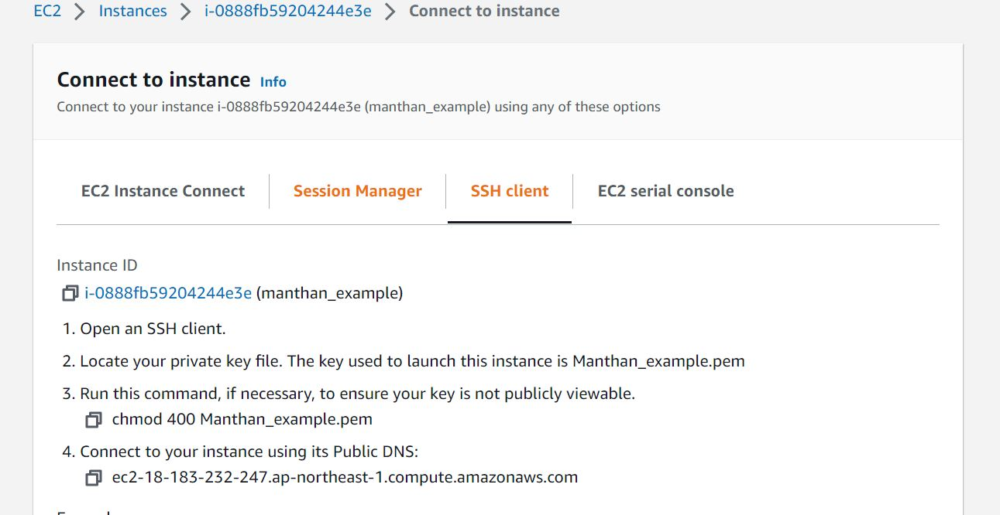 EC2 > Instances > i-0888fb59204244e3e > Connect to instance
Connect to instance Info
Connect to your instance i-0888fb59204244e3e (manthan_example) using any of these options
EC2 Instance Connect Session Manager SSH client EC2 serial console
Instance ID
i-0888fb59204244e3e (manthan_example)
1. Open an SSH client.
2. Locate your private key file. The key used to launch this instance is Manthan_example.pem
3. Run this command, if necessary, to ensure your key is not publicly viewable.
chmod 400 Manthan_example.pem
4. Connect to your instance using its Public DNS:
ec2-18-183-232-247.ap-northeast-1.compute.amazonaws.com